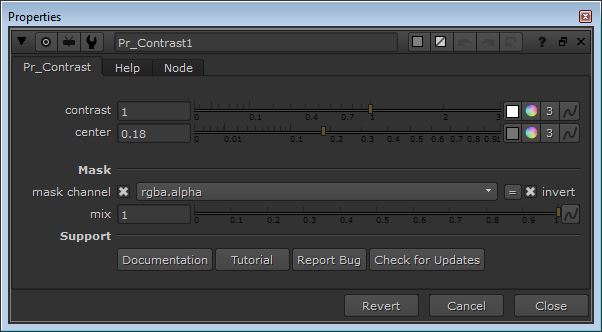 Properties
Pr_Contrast1 ?
Pr_Contrast Help Node
contrast 1 0 0.1 0.4 0.7 1 2 3 3
center 0.18 0 0.01 0.1 0.2 0.3 0.4 0.5 0.6 0.7 0.8 0.91 3
Mask
mask channel rgba.alpha = invert
mix 1 0 0.1 0.2 0.3 0.4 0.5 0.6 0.7 0.8 0.9 1
Support
Documentation Tutorial Report Bug Check for Updates
Revert Cancel Close